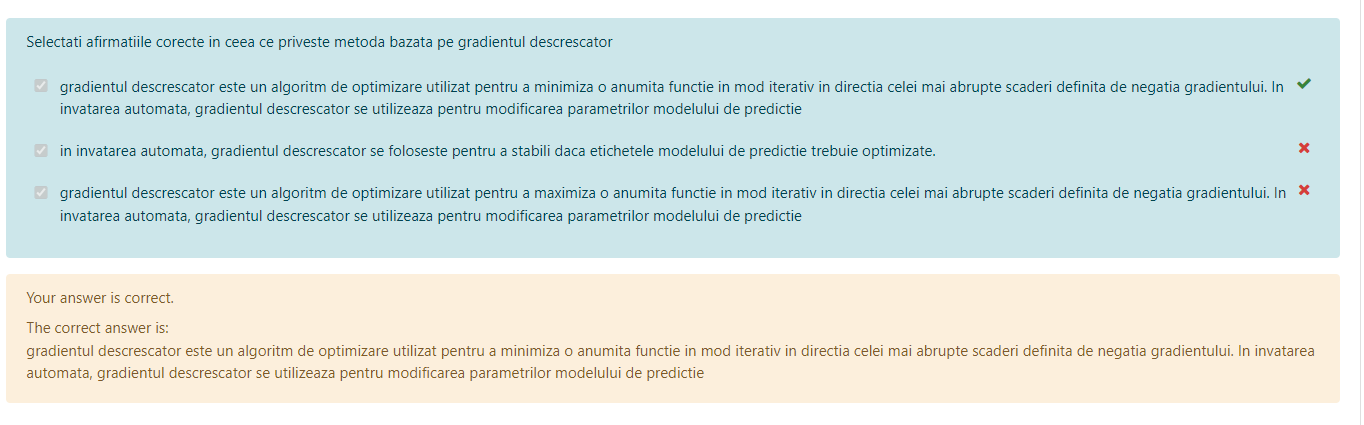 Selectati afirmatiile corecte in ceea ce priveste metoda bazata pe gradientul descrescator
gradientul descrescator este un algoritm de optimizare utilizat pentru a minimiza o anumita functie in mod iterativ in directia celei mai abrupte scaderi definita de negatia gradientului. In
invatarea automata, gradientul descrescator se utilizeaza pentru modificarea parametrilor modelului de predictie
in invatarea automata, gradientul descrescator se foloseste pentru a stabili daca etichetele modelului de predictie trebuie optimizate.
gradientul descrescator este un algoritm de optimizare utilizat pentru a maximiza o anumita functie in mod iterativ in directia celei mai abrupte scaderi definita de negatia gradientului. In
invatarea automata, gradientul descrescator se utilizeaza pentru modificarea parametrilor modelului de predictie
Your answer is correct.
The correct answer is:
gradientul descrescator este un algoritm de optimizare utilizat pentru a minimiza o anumita functie in mod iterativ in directia celei mai abrupte scaderi definita de negatia gradientului. In invatarea
automata, gradientul descrescator se utilizeaza pentru modificarea parametrilor modelului de predictie